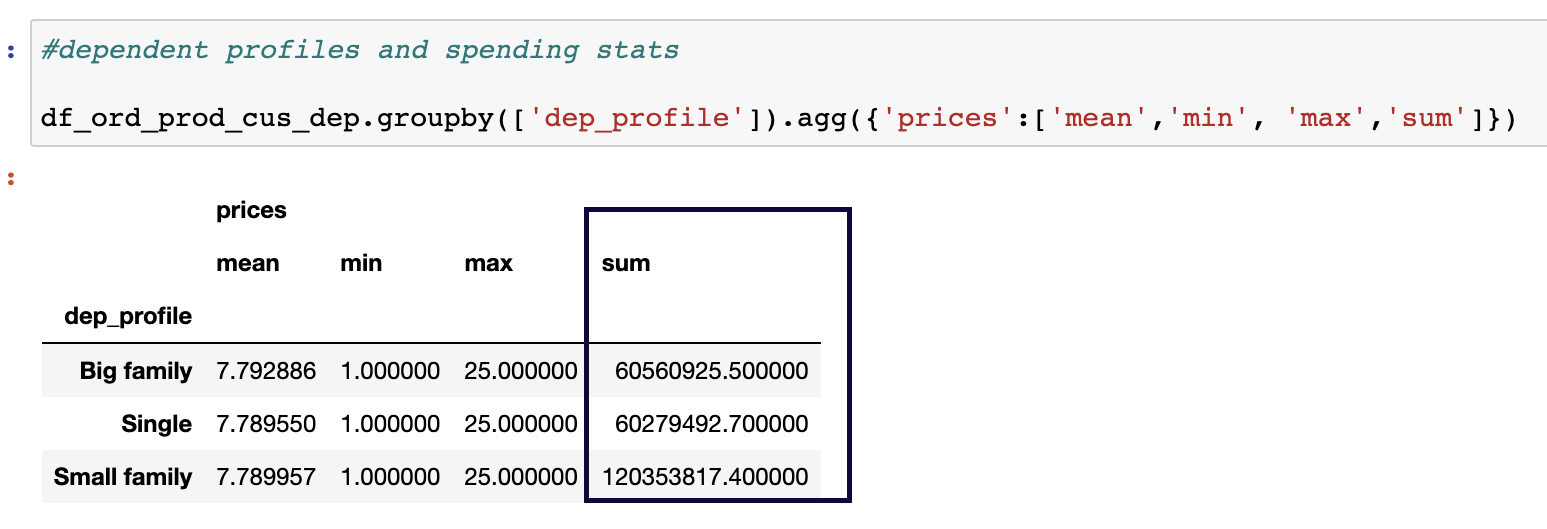 : #dependent profiles and spending stats
df_ord_prod_cus_dep.groupby(['dep_profile']).agg({'prices':['mean','min', 'max','sum']})
:
prices
mean min max sum
dep_profile
Big family 7.792886 1.000000 25.000000 60560925.500000
Single 7.789550 1.000000 25.000000 60279492.700000
Small family 7.789957 1.000000 25.000000 120353817.400000